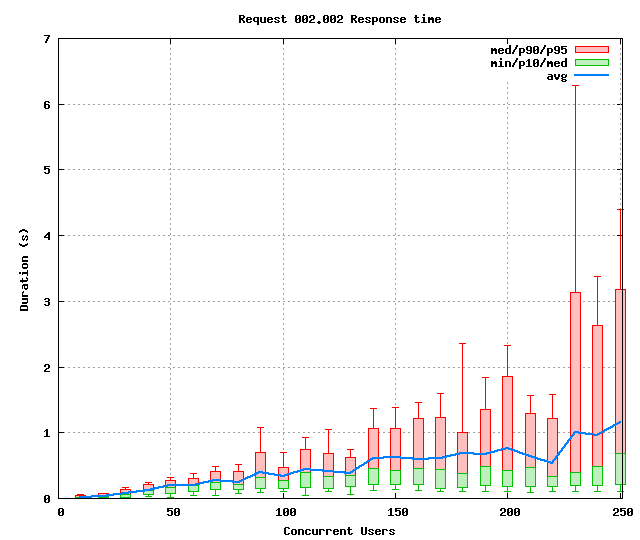 Request 002.002 Response time
med/p90/p95
min/p10/med
avg
7
6
5
4
3
2
1
0
Duration (s)
0 50 100 150 200 250
Concurrent Users